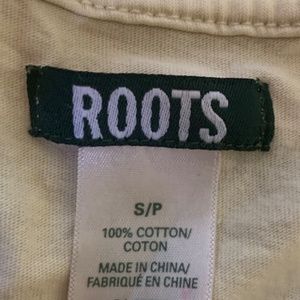 ROOTS
S/P
100% COTTON/
COTON
MADE IN CHINA/
FABRIQUÉ EN CHINE